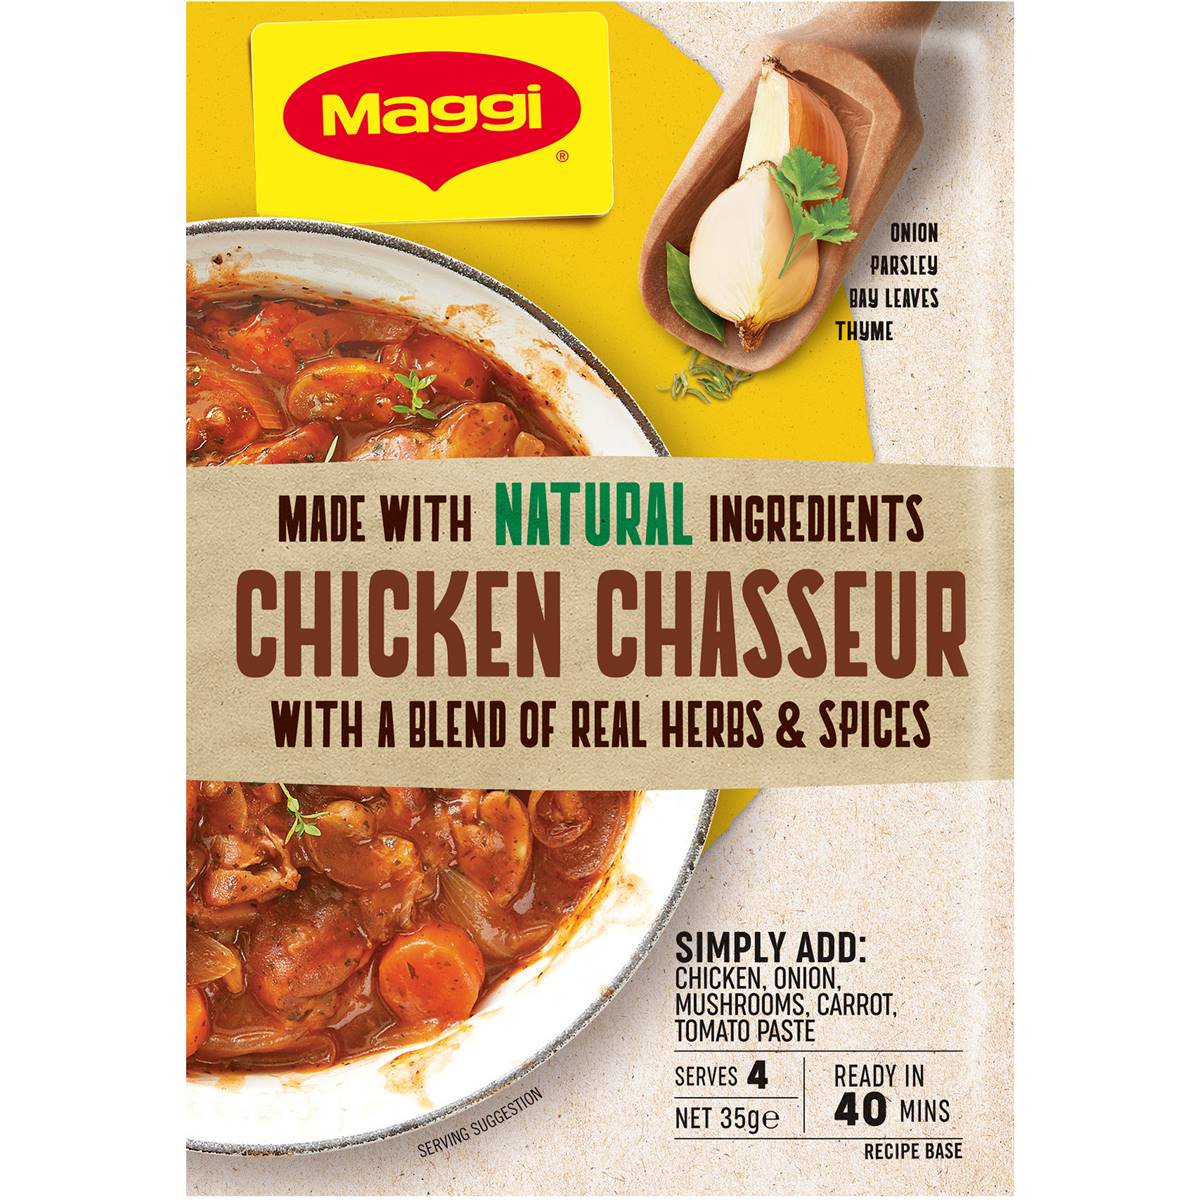 Maggi
®
ONION
PARSLEY
BAY LEAVES
THYME
MADE WITH NATURAL INGREDIENTS
CHICKEN CHASSEUR
WITH A BLEND OF REAL HERBS & SPICES
SIMPLY ADD:
CHICKEN, ONION,
MUSHROOMS, CARROT,
TOMATO PASTE
SERVES 4
NET 35g℮
READY IN
40 MINS
RECIPE BASE
SERVING SUGGESTION